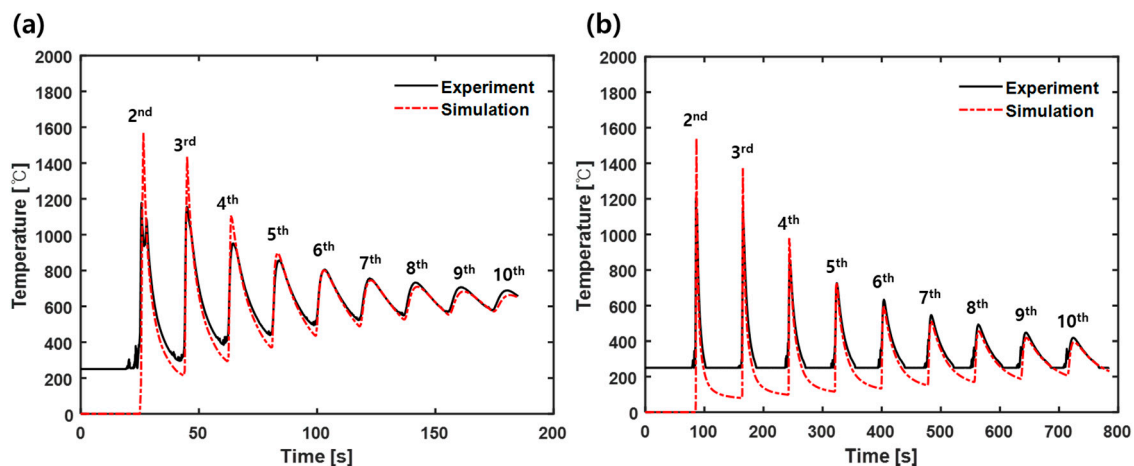 (a)
2000
1800
1600
1400
1200
1000
800
600
400
200
0
Temperature [℃]
Experiment
Simulation
2nd
3rd
4th
5th
6th
7th
8th
9th
10th
0 50 100 150 200
Time [s]
(b)
2000
1800
1600
1400
1200
1000
800
600
400
200
0
Temperature [℃]
Experiment
Simulation
2nd
3rd
4th
5th
6th
7th
8th
9th
10th
0 100 200 300 400 500 600 700 800
Time [s]